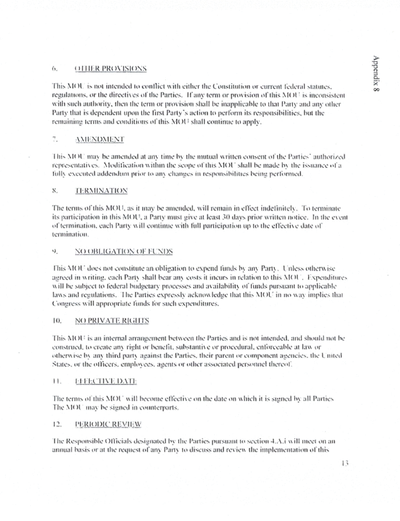 Appendix 8
6. OTHER PROVISIONS
This MOU is not intended to conflict with either the Constitution or current federal statutes,
regulations, or the directives of the Parties. If any term or provision of this MOU is inconsistent
with such authority, then the term or provision shall be inapplicable to that Party and any other
Party that is dependent upon the first Party's action to perform its responsibilities, but the
remaining terms and conditions of this MOU shall continue to apply.
7. AMENDMENT
This MOU may be amended at any time by the mutual written consent of the Parties' authorized
representatives. Modification within the scope of this MOU shall be made by the issuance of a
fully executed addendum prior to any changes in responsibilities being performed.
8. TERMINATION
The terms of this MOU, as it may be amended, will remain in effect indefinitely. To terminate
its participation in this MOU, a Party must give at least 30 days prior written notice. In the event
of termination, each Party will continue with full participation up to the effective date of
termination.
9. NO OBLIGATION OF FUNDS
This MOU does not constitute an obligation to expend funds by any Party. Unless otherwise
agreed in writing, each Party shall bear any costs it incurs in relation to this MOU. Expenditures
will be subject to federal budgetary processes and availability of funds pursuant to applicable
laws and regulations. The Parties expressly acknowledge that this MOU in no way implies that
Congress will appropriate funds for such expenditures.
10. NO PRIVATE RIGHTS
This MOU is an internal arrangement between the Parties and is not intended, and should not be
construed, to create any right or benefit, substantive or procedural, enforceable at law or
otherwise by any third party against the Parties, their parent or component agencies, the United
States, or the officers, employees, agents or other associated personnel thereof.
11. EFFECTIVE DATE
The terms of this MOU will become effective on the date on which it is signed by all Parties.
The MOU may be signed in counterparts.
12. PERIODIC REVIEW
The Responsible Officials designated by the Parties pursuant to section 4.A.i will meet on an
annual basis or at the request of any Party to discuss and review the implementation of this
13